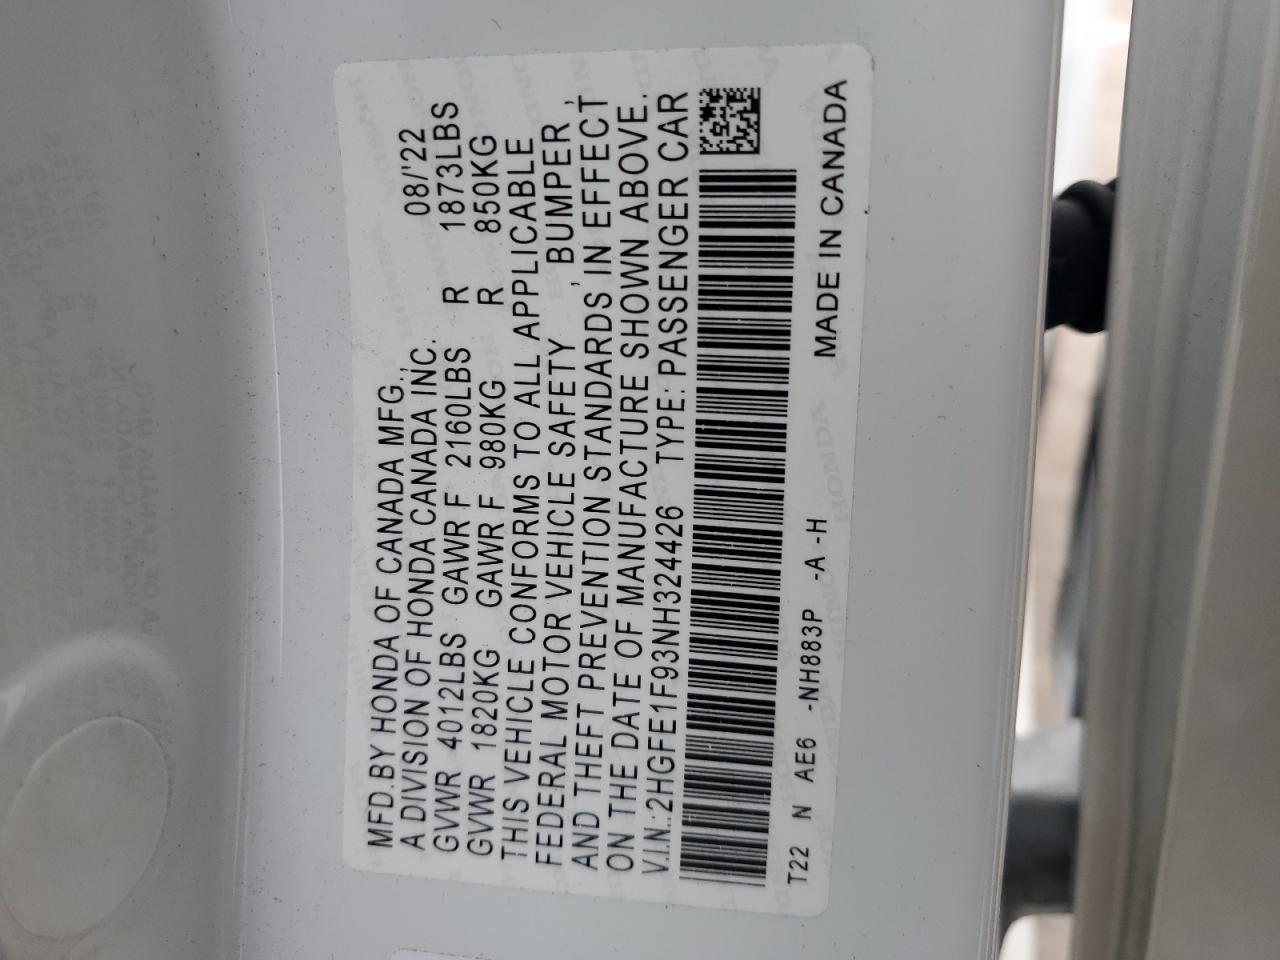 MFD. BY HONDA OF CANADA MFG.,
A DIVISION OF HONDA CANADA INC. 08/'22
GVWR 4012LBS GAWR F 2160LBS R 1873LBS
GVWR 1820KG GAWR F 980KG R 850KG
THIS VEHICLE CONFORMS TO ALL APPLICABLE
FEDERAL MOTOR VEHICLE SAFETY , BUMPER ,
AND THEFT PREVENTION STANDARDS IN EFFECT
ON THE DATE OF MANUFACTURE SHOWN ABOVE.
V.I.N.:2HGFE1F93NH324426 TYPE: PASSENGER CAR
MADE IN CANADA
T22 N AE6 -NH883P -A -H